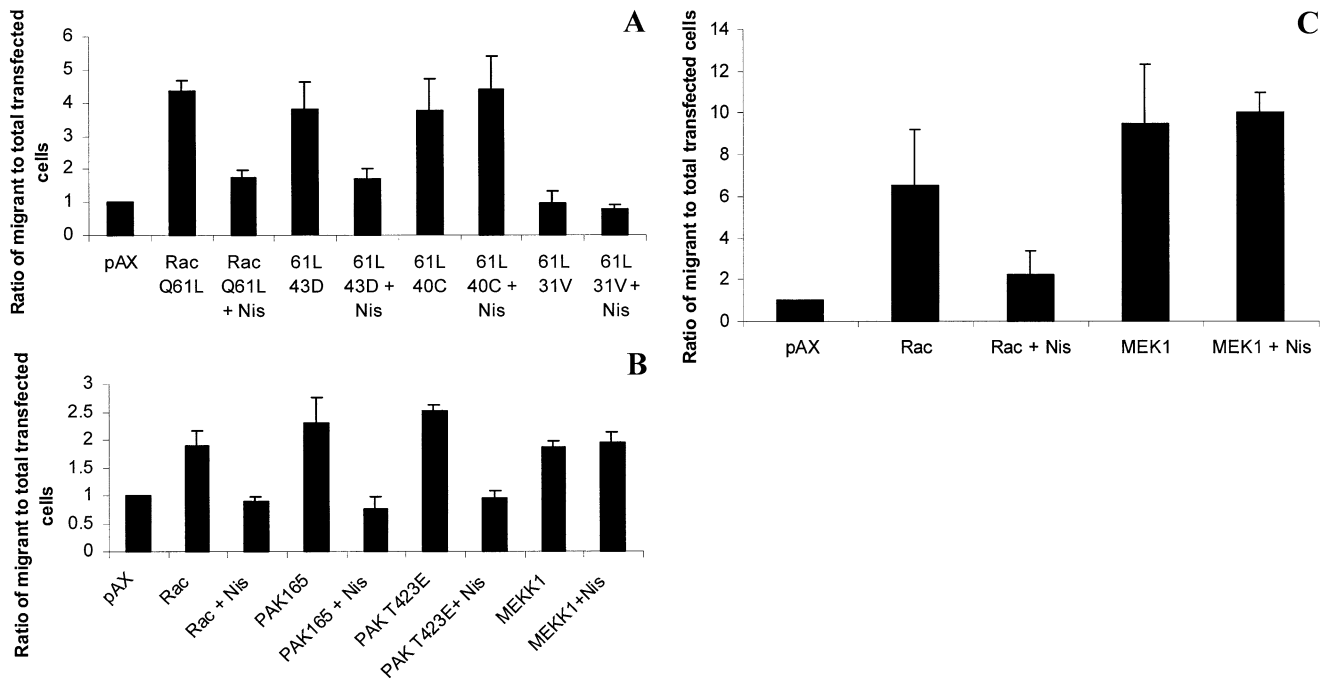 A
Ratio of migrant to total transfected
cells
6
5
4
3
2
1
0
pAX
Rac
Q61L
Rac
Q61L
+ Nis
61L
43D
61L
43D +
Nis
61L
40C
61L
40C +
Nis
61L
31V
61L
31V +
Nis
B
Ratio of migrant to total transfected
cells
3
2.5
2
1.5
1
0.5
0
pAX
Rac
Rac + Nis
PAK165
PAK165 + Nis
PAK T423E
PAK T423E+ Nis
MEKK1
MEKK1+Nis
C
Ratio of migrant to total transfected cells
14
12
10
8
6
4
2
0
pAX
Rac
Rac + Nis
MEK1
MEK1 + Nis